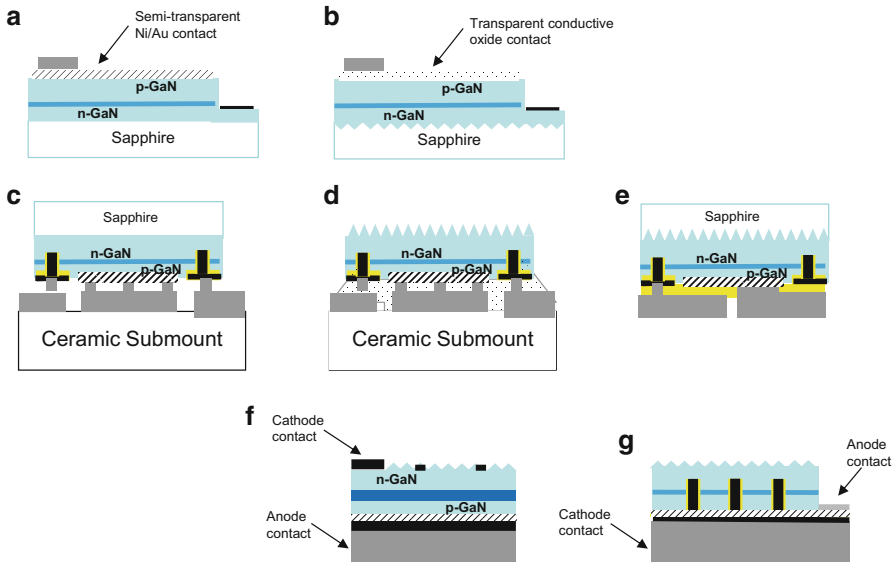 a
Semi-transparent
Ni/Au contact
p-GaN
n-GaN
Sapphire
b
Transparent conductive
oxide contact
p-GaN
n-GaN
Sapphire
c
Sapphire
n-GaN
p-GaN
Ceramic Submount
d
n-GaN
p-GaN
Ceramic Submount
e
Sapphire
n-GaN
p-GaN
f
Cathode
contact
n-GaN
p-GaN
Anode
contact
g
Anode
contact
Cathode
contact